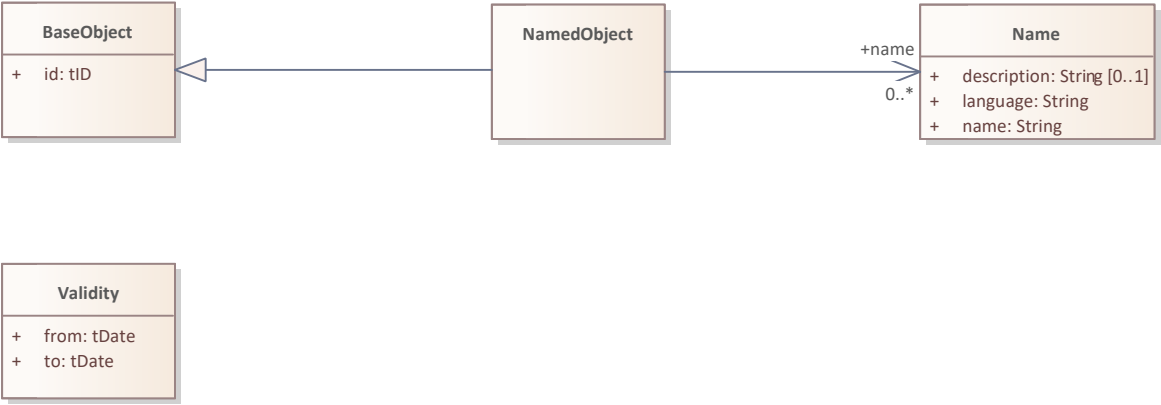 BaseObject
+ id: tID
NamedObject
+name
0..*
Name
+ description: String [0..1]
+ language: String
+ name: String
Validity
+ from: tDate
+ to: tDate